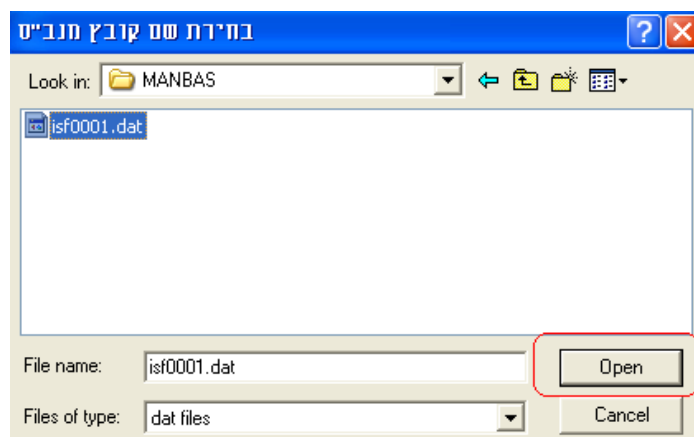 בחירת שם קובץ מנב"ס
Look in: MANBAS
isf0001.dat
File name: isf0001.dat Open
Files of type: dat files Cancel